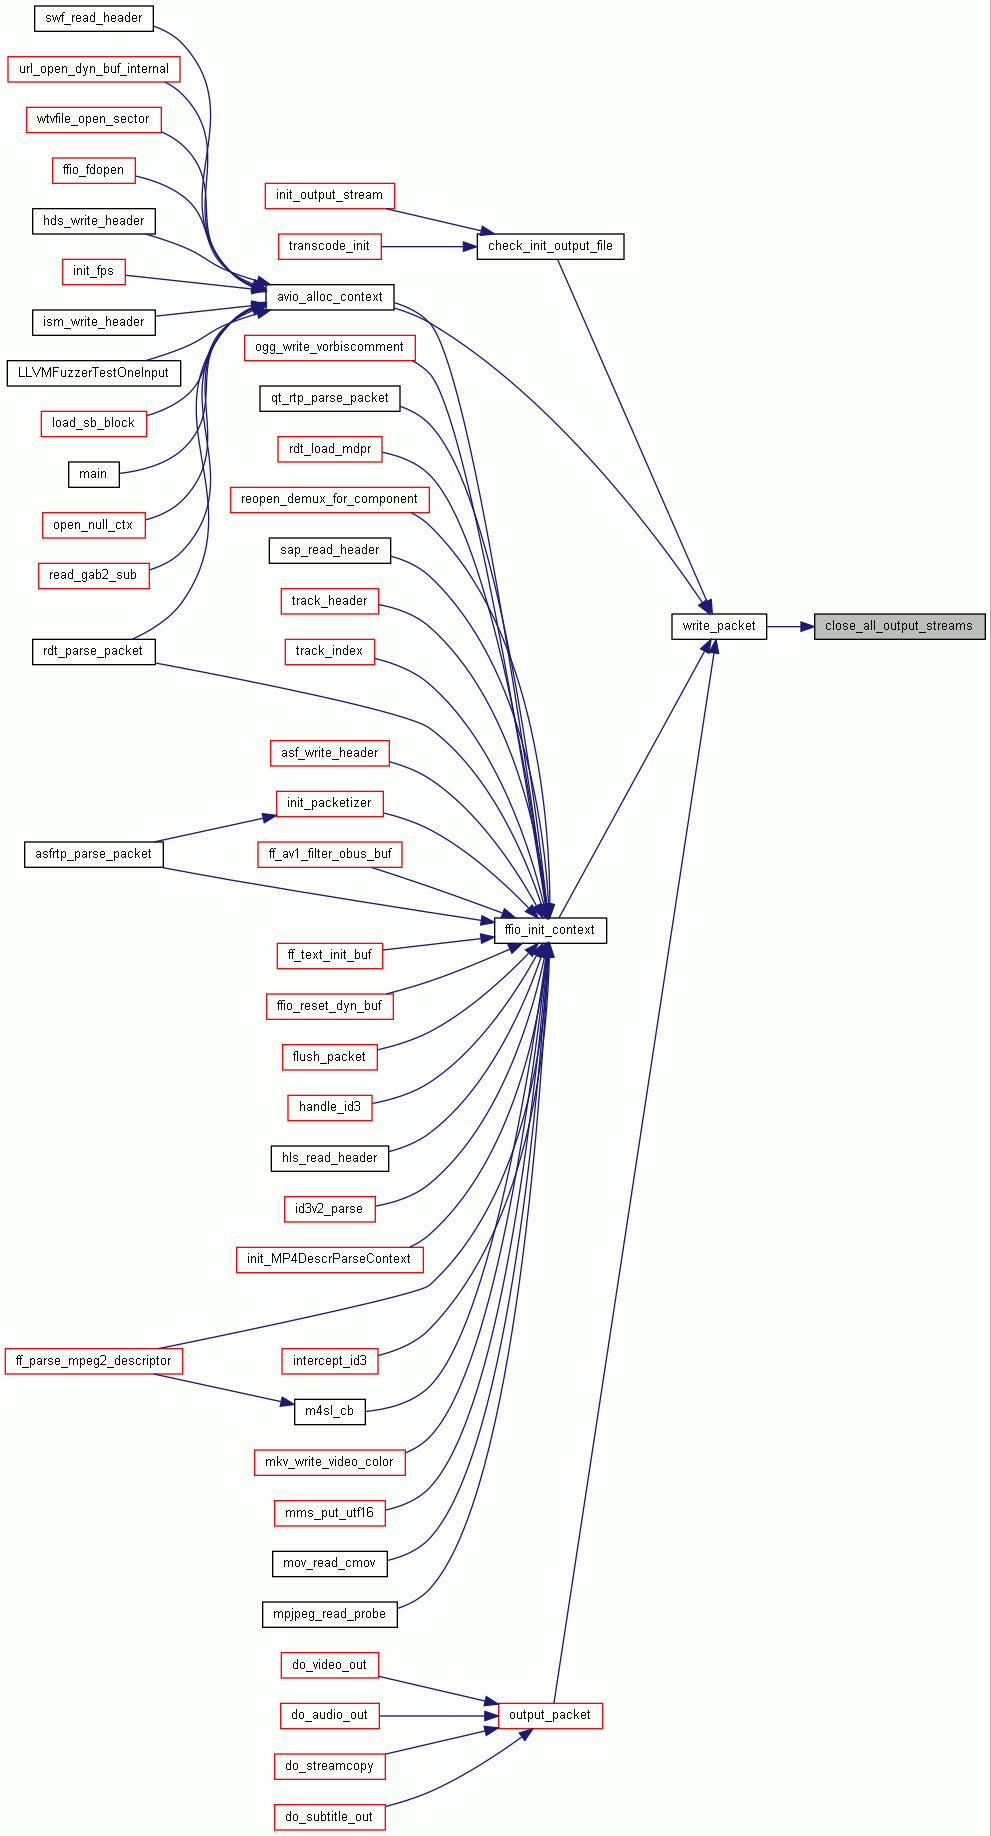 swf_read_header
url_open_dyn_buf_internal
wtvfile_open_sector
ffio_fdopen
init_output_stream
hds_write_header
transcode_init
check_init_output_file
init_fps
avio_alloc_context
ism_write_header
ogg_write_vorbiscomment
LLVMFuzzerTestOneInput
qt_rtp_parse_packet
load_sb_block
rdt_load_mdpr
main
reopen_demux_for_component
open_null_ctx
sap_read_header
read_gab2_sub
track_header
write_packet
close_all_output_streams
rdt_parse_packet
track_index
asf_write_header
init_packetizer
asfrtp_parse_packet
ff_av1_filter_obus_buf
ffio_init_context
ff_text_init_buf
ffio_reset_dyn_buf
flush_packet
handle_id3
hls_read_header
id3v2_parse
init_MP4DescrParseContext
ff_parse_mpeg2_descriptor
intercept_id3
m4sl_cb
mkv_write_video_color
mms_put_utf16
mov_read_cmov
mpjpeg_read_probe
do_video_out
do_audio_out
output_packet
do_streamcopy
do_subtitle_out